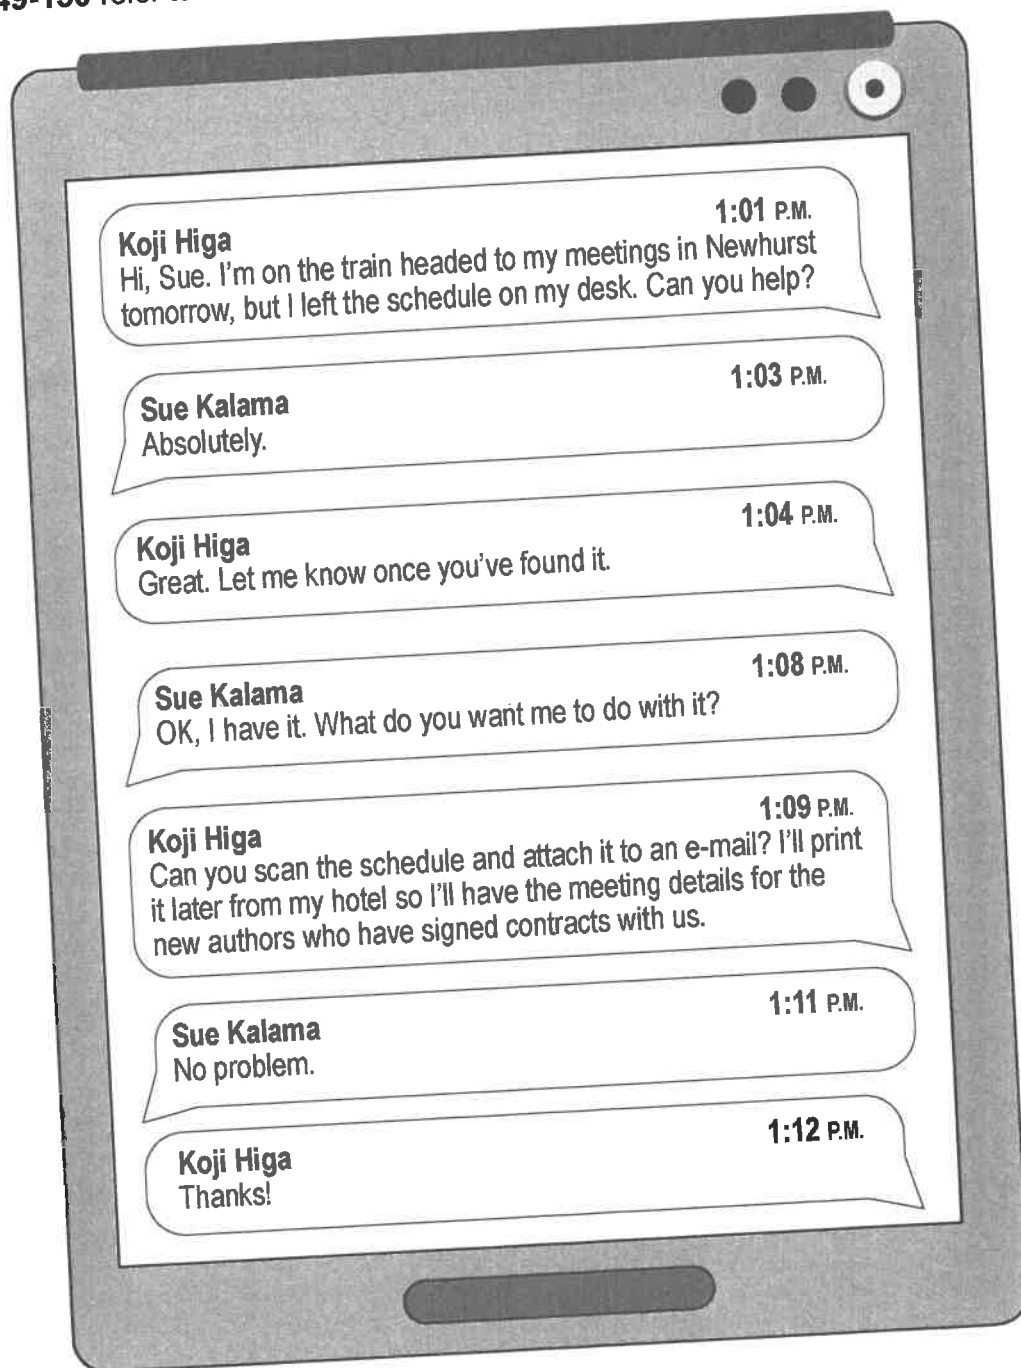 49-150 refer
Koji Higa 1:01 P.M.
Hi, Sue. I'm on the train headed to my meetings in Newhurst
tomorrow, but I left the schedule on my desk. Can you help?
Sue Kalama 1:03 P.M.
Absolutely.
Koji Higa 1:04 P.M.
Great. Let me know once you've found it.
Sue Kalama 1:08 P.M.
OK, I have it. What do you want me to do with it?
Koji Higa 1:09 P.M.
Can you scan the schedule and attach it to an e-mail? I'll print
it later from my hotel so I'll have the meeting details for the
new authors who have signed contracts with us.
Sue Kalama 1:11 P.M.
No problem.
Koji Higa 1:12 P.M.
Thanks!